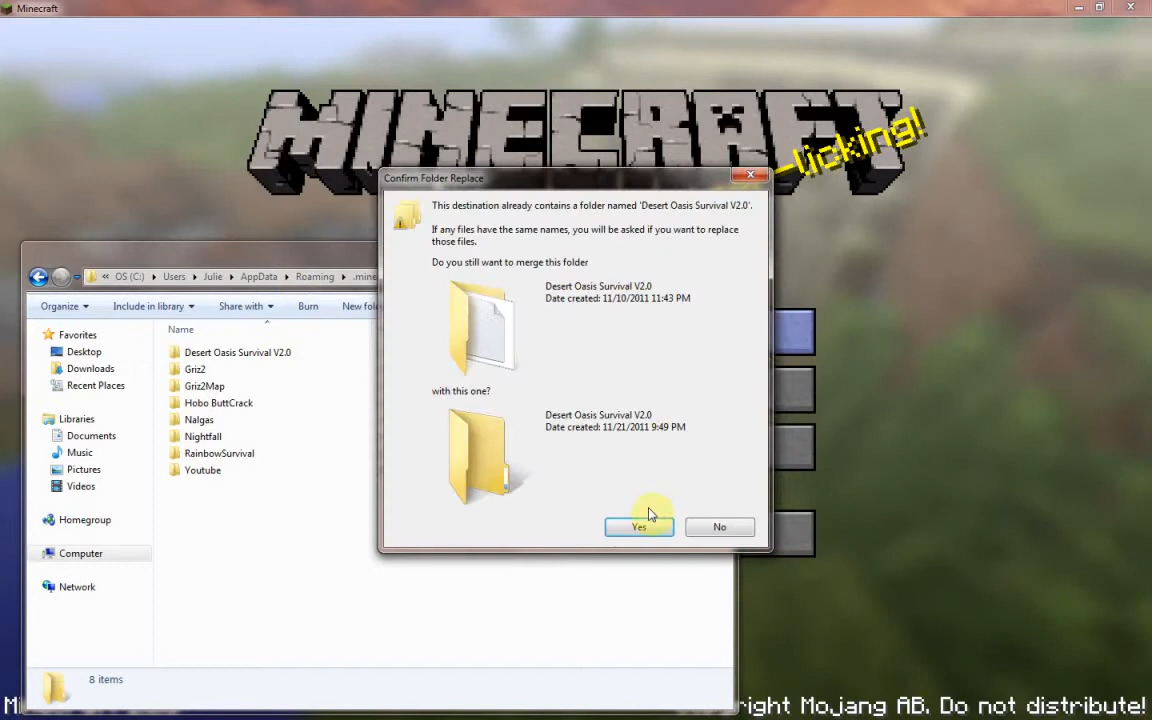 Minecraft
MINECRAFT
licking!
Confirm Folder Replace
This destination already contains a folder named 'Desert Oasis Survival V2.0'.
If any files have the same names, you will be asked if you want to replace
those files.
Do you still want to merge this folder
Desert Oasis Survival V2.0
Date created: 11/10/2011 11:43 PM
with this one?
Desert Oasis Survival V2.0
Date created: 11/21/2011 9:49 PM
Yes
No
« OS (C:) Users Julie AppData Roaming .mine
Organize Include in library Share with Burn New fol
Name
Favorites
Desktop
Downloads
Recent Places
Libraries
Documents
Music
Pictures
Videos
Homegroup
Computer
Network
Desert Oasis Survival V2.0
Griz2
Griz2Map
Hobo ButtCrack
Nalgas
Nightfall
RainbowSurvival
Youtube
8 items
right Mojang AB. Do not distribute!